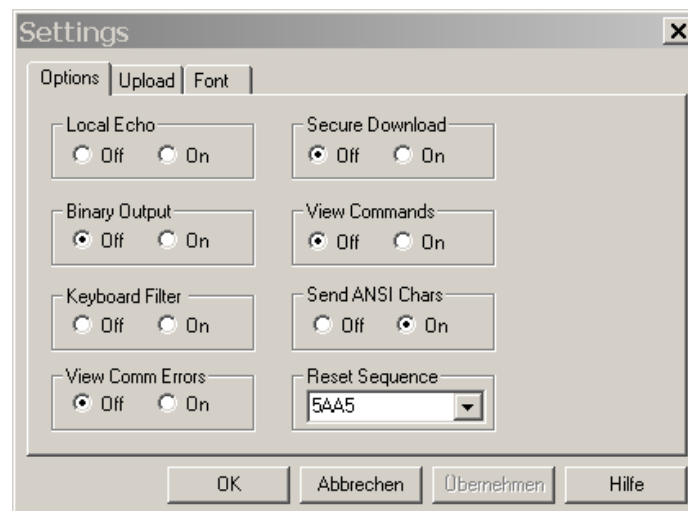 Settings
Options Upload Font
Local Echo
Off On
Secure Download
Off On
Binary Output
Off On
View Commands
Off On
Keyboard Filter
Off On
Send ANSI Chars
Off On
View Comm Errors
Off On
Reset Sequence
5AA5
OK Abbrechen Übernehmen Hilfe